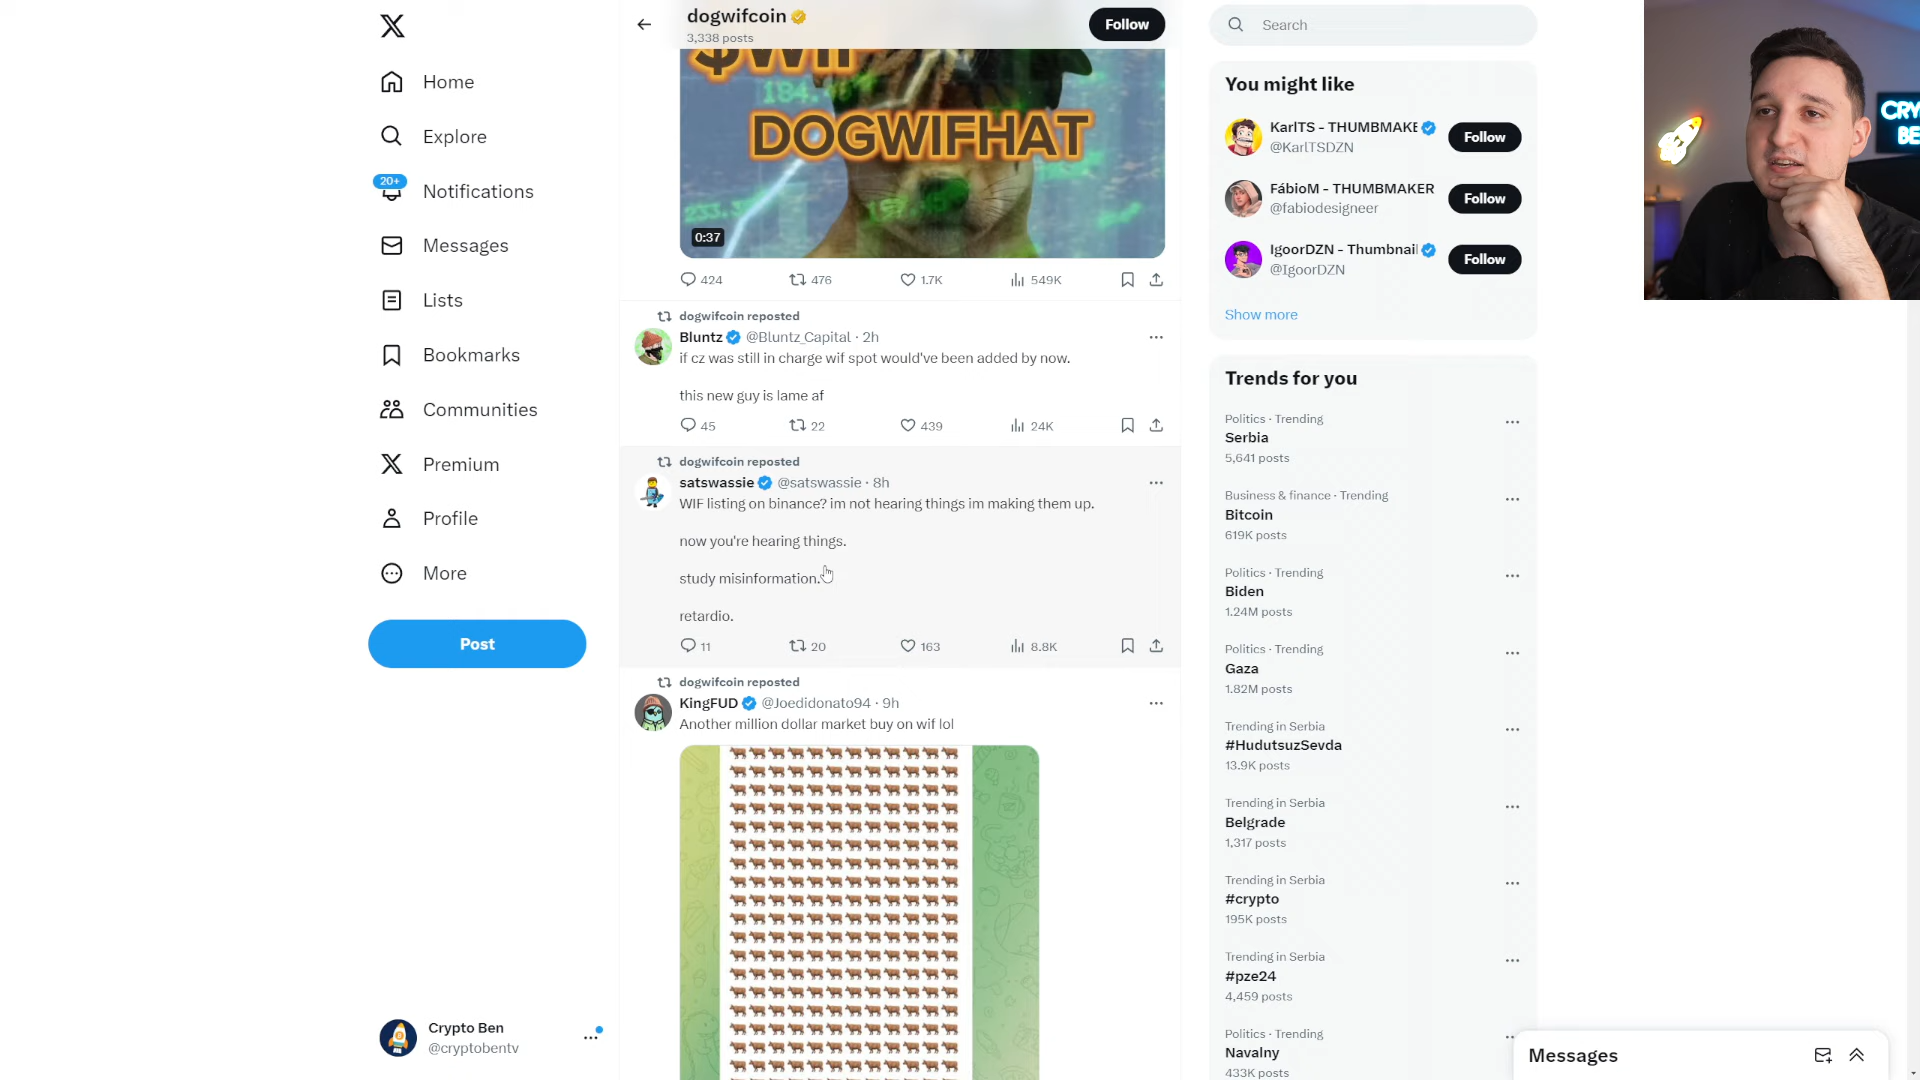 dogwifcoin
3,338 posts
Follow
$WIF
184.
DOGWIFHAT
233.3
0:37
424
476
1.7K
549K
Home
Explore
20+
Notifications
Messages
Lists
Bookmarks
Communities
Premium
Profile
More
Post
Crypto Ben
@cryptobentv
dogwifcoin reposted
Bluntz @Bluntz_Capital · 2h
if cz was still in charge wif spot would've been added by now.
this new guy is lame af
45
22
439
24K
dogwifcoin reposted
satswassie @satswassie · 8h
WIF listing on binance? im not hearing things im making them up.
now you're hearing things.
study misinformation.
retardio.
11
20
163
8.8K
dogwifcoin reposted
KingFUD @Joedidonato94 · 9h
Another million dollar market buy on wif lol
Search
You might like
KarlTS - THUMBMAKE
@KarlTSDZN
Follow
FábioM - THUMBMAKER
@fabiodesigneer
Follow
IgoorDZN - Thumbnail
@IgoorDZN
Follow
Show more
Trends for you
Politics · Trending
Serbia
5,641 posts
Business & finance · Trending
Bitcoin
619K posts
Politics · Trending
Biden
1.24M posts
Politics · Trending
Gaza
1.82M posts
Trending in Serbia
#HudutsuzSevda
13.9K posts
Trending in Serbia
Belgrade
1,317 posts
Trending in Serbia
#crypto
195K posts
Trending in Serbia
#pze24
4,459 posts
Politics · Trending
Navalny
433K posts
Messages
CRY
BE